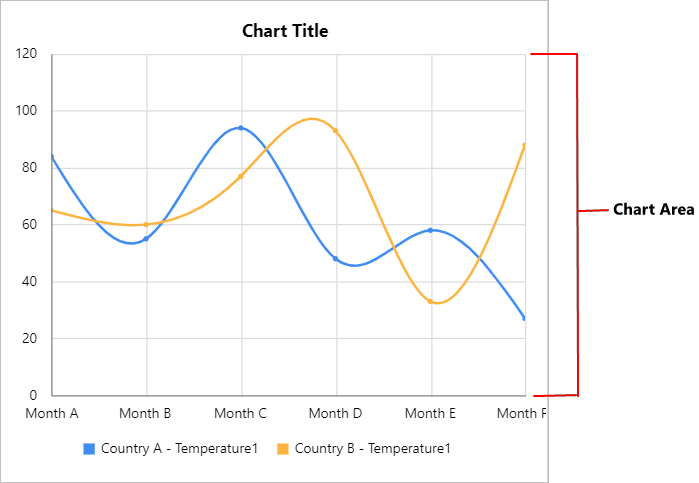 Chart Title
120
100
80
60
40
20
0
Month A Month B Month C Month D Month E Month F
Country A - Temperature1 Country B - Temperature1
Chart Area